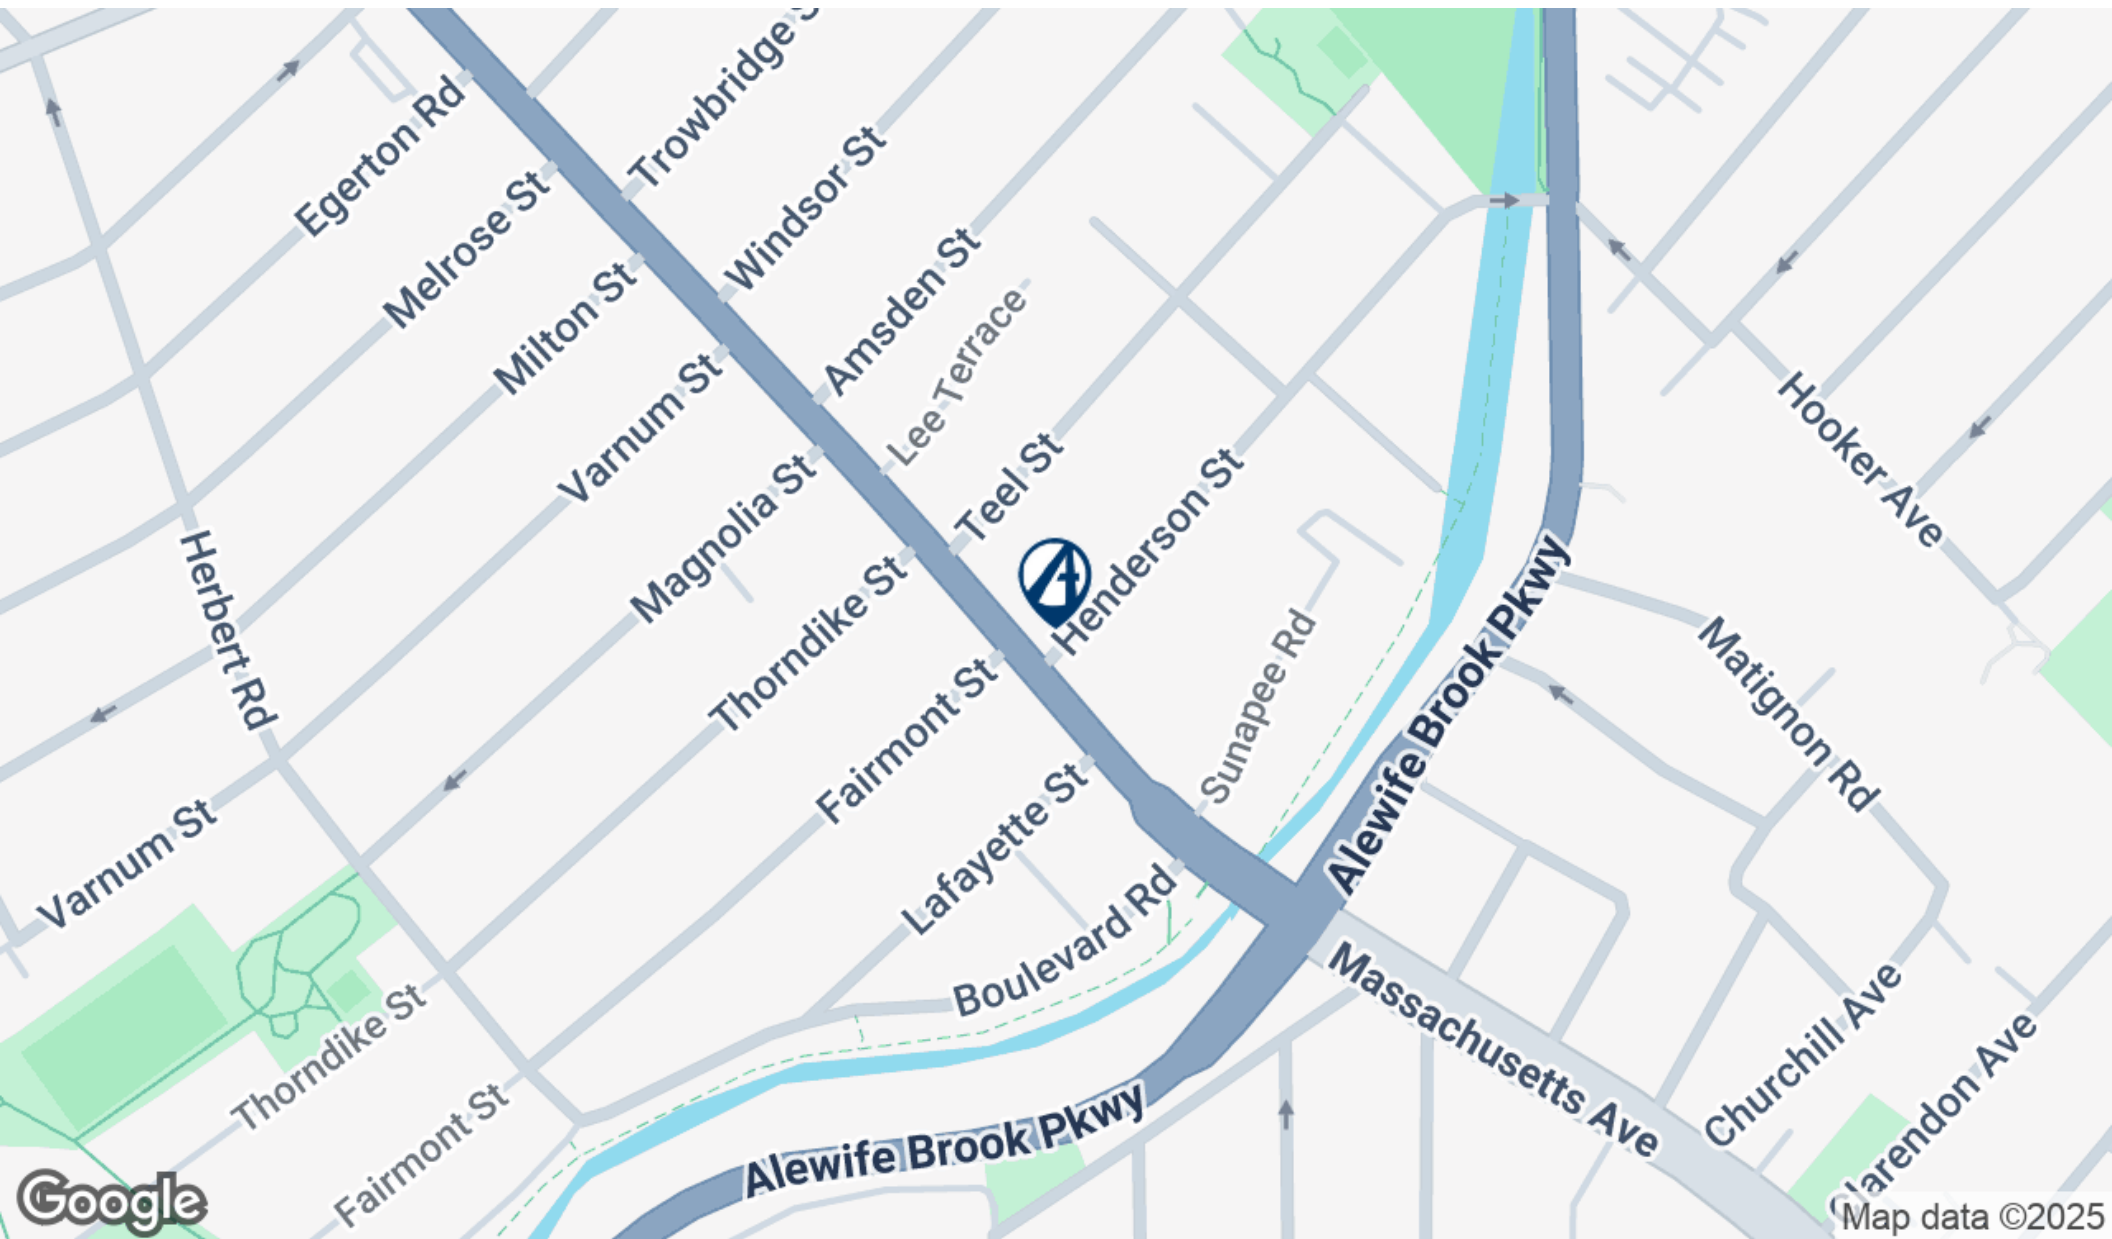 Trowbridge S
Egerton Rd
Windsor St
Melrose St
Amsden St
Milton St
Lee Terrace
Varnum St
Hooker Ave
Teel St
Magnolia St
Henderson St
Herbert Rd
Thorndike St
Alewife Brook Pkwy
Sunapee Rd
Matignon Rd
Fairmont St
Lafayette St
Varnum St
Boulevard Rd
Massachusetts Ave
Churchill Ave
Thorndike St
Clarendon Ave
Alewife Brook Pkwy
Fairmont St
Google
Map data ©2025